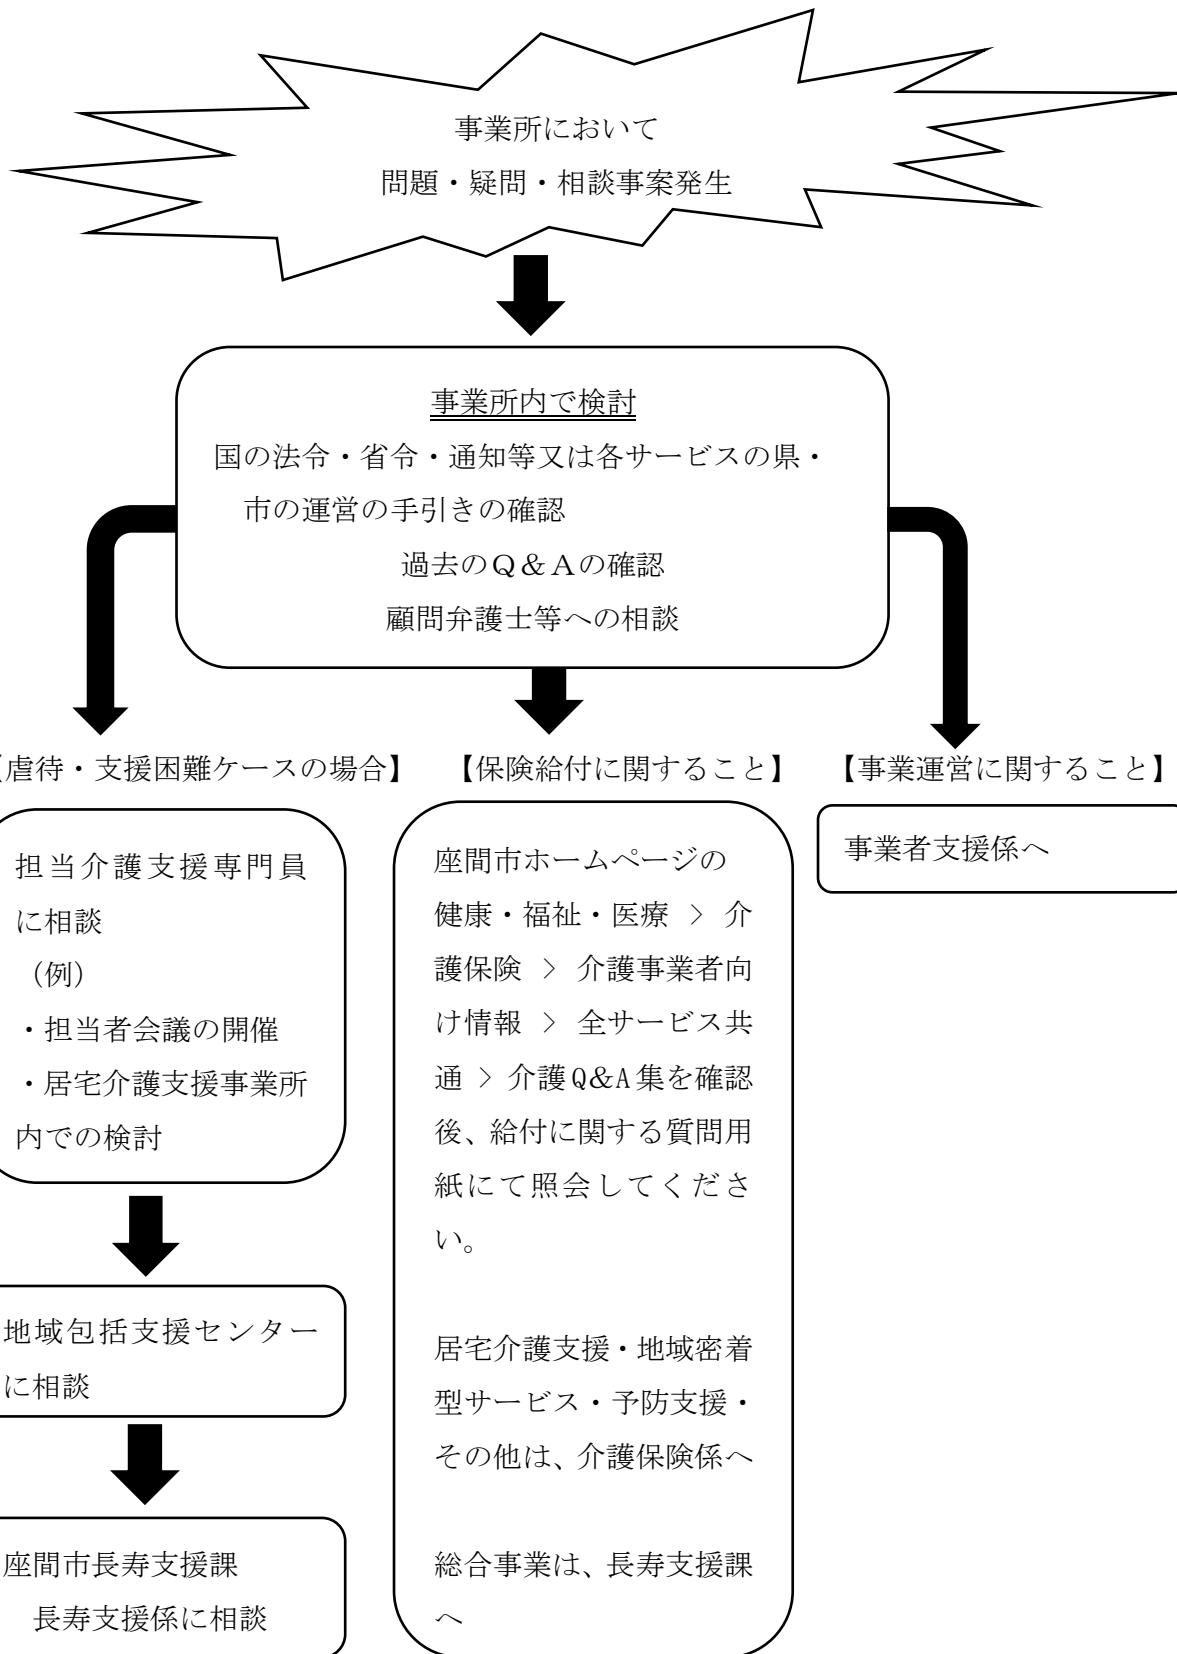 事業所において
問題・疑問・相談事案発生
事業所内で検討
国の法令・省令・通知等又は各サービスの県・
市の運営の手引きの確認
過去のQ&Aの確認
顧問弁護士等への相談
【虐待・支援困難ケースの場合】
担当介護支援専門員
に相談
(例)
・担当者会議の開催
・居宅介護支援事業所
内での検討
地域包括支援センター
に相談
座間市長寿支援課
長寿支援係に相談
【保険給付に関すること】
座間市ホームページの
健康・福祉・医療 > 介
護保険 > 介護事業者向
け情報 > 全サービス共
通 > 介護Q&A集を確認
後、給付に関する質問用
紙にて照会してくださ
い。
居宅介護支援・地域密着
型サービス・予防支援・
その他は、介護保険係へ
総合事業は、長寿支援課
へ
【事業運営に関すること】
事業者支援係へ